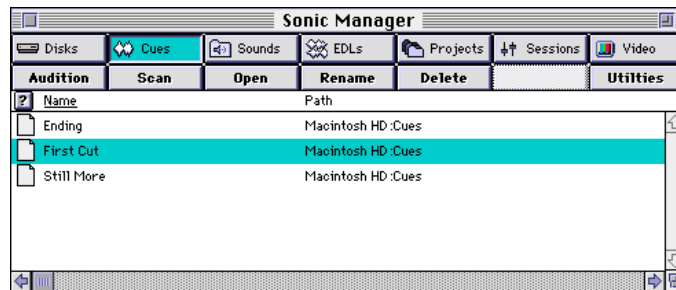 Sonic Manager
Disks Cues Sounds EDLs Projects Sessions Video
Audition Scan Open Rename Delete Utilties
? Name Path
Ending Macintosh HD :Cues
First Cut Macintosh HD :Cues
Still More Macintosh HD :Cues